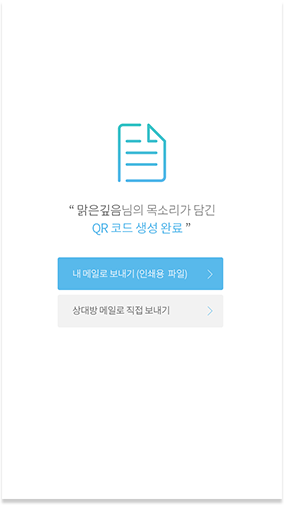 “ 맑은깊음님의 목소리가 담긴
QR 코드 생성 완료 ”
내 메일로 보내기 (인쇄용 파일)
상대방 메일로 직접 보내기